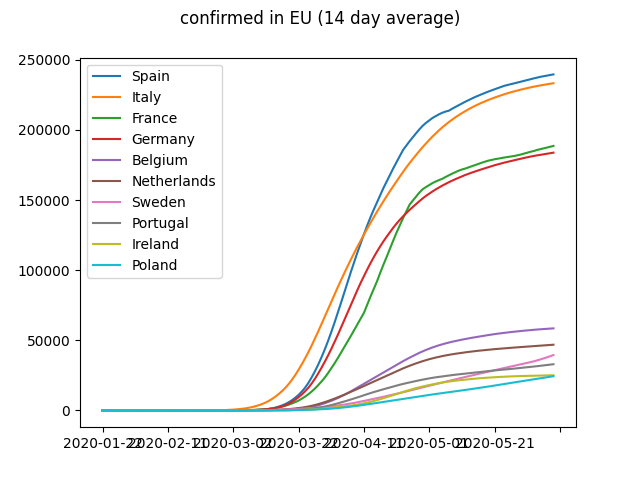 confirmed in EU (14 day average)
250000
200000
150000
100000
50000
0
Spain
Italy
France
Germany
Belgium
Netherlands
Sweden
Portugal
Ireland
Poland
2020-01-22 2020-02-11 2020-03-02 2020-03-22 2020-04-11 2020-05-01 2020-05-21